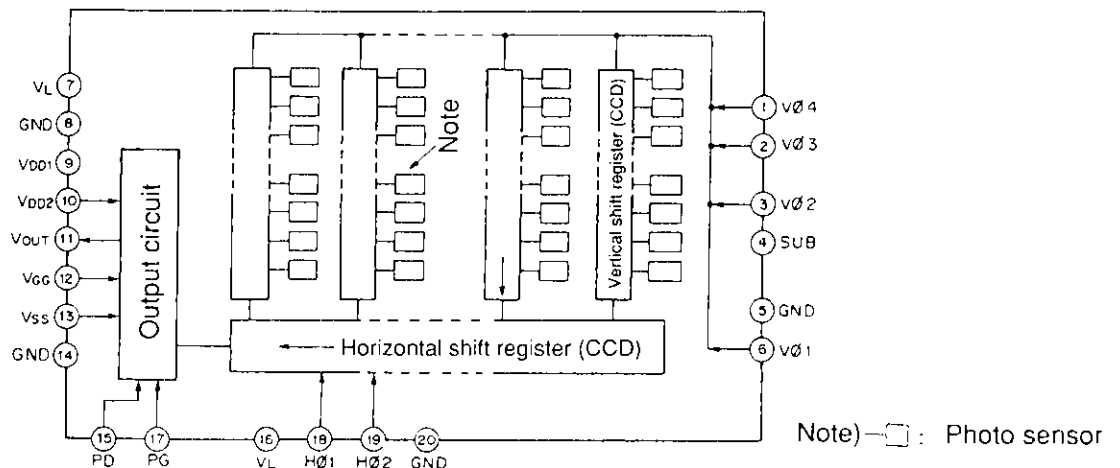 VL 7
GND 8
VDD1 9
VDD2 10
VOUT 11
VGG 12
VSS 13
GND 14
Output circuit
Note
Vertical shift register (CCD)
1 VØ4
2 VØ3
3 VØ2
4 SUB
5 GND
6 VØ1
Horizontal shift register (CCD)
15 17 16 18 19 20
PD PG VL HØ1 HØ2 GND
Note) : Photo sensor